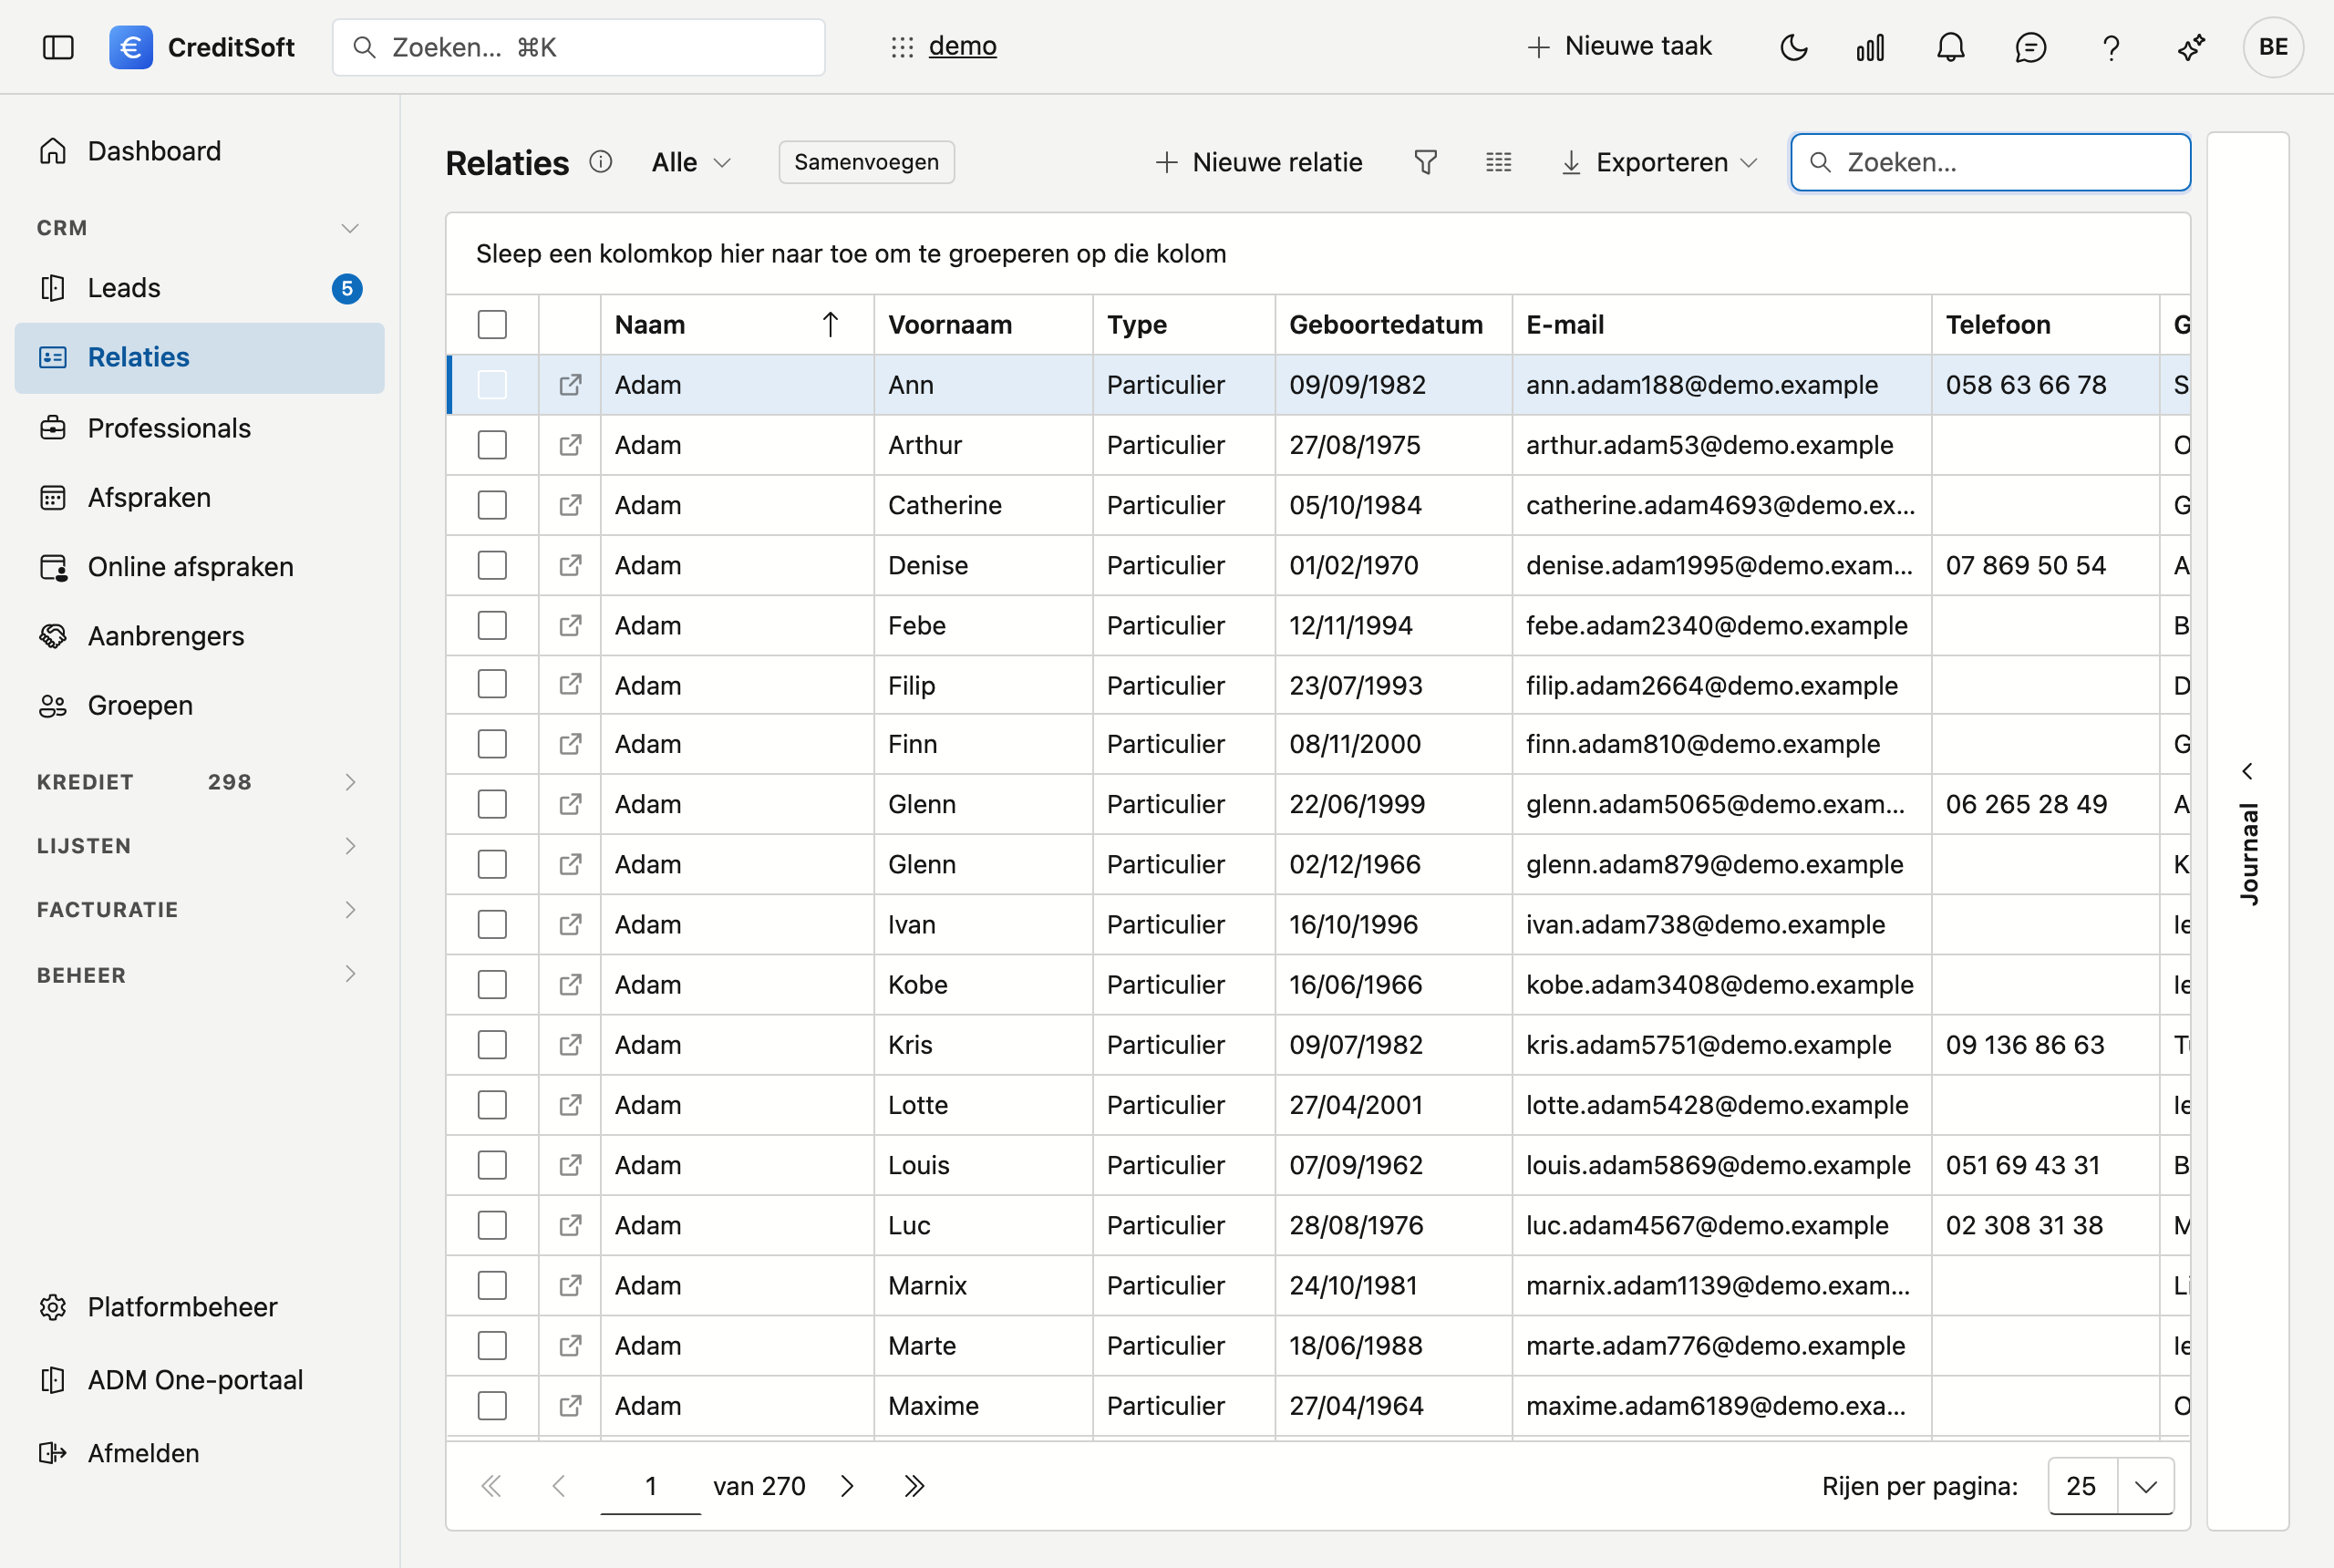 CreditSoft
Zoeken... ⌘K
demo
Nieuwe taak
BE
Dashboard
CRM
Leads 5
Relaties
Professionals
Afspraken
Online afspraken
Aanbrengers
Groepen
KREDIET 298
LIJSTEN
FACTURATIE
BEHEER
Platformbeheer
ADM One-portaal
Afmelden
Relaties Alle Samenvoegen Nieuwe relatie Exporteren Zoeken...
Sleep een kolomkop hier naar toe om te groeperen op die kolom
Naam Voornaam Type Geboortedatum E-mail Telefoon G
Adam Ann Particulier 09/09/1982 ann.adam188@demo.example 058 63 66 78 S
Adam Arthur Particulier 27/08/1975 arthur.adam53@demo.example O
Adam Catherine Particulier 05/10/1984 catherine.adam4693@demo.ex... G
Adam Denise Particulier 01/02/1970 denise.adam1995@demo.exam... 07 869 50 54 A
Adam Febe Particulier 12/11/1994 febe.adam2340@demo.example B
Adam Filip Particulier 23/07/1993 filip.adam2664@demo.example D
Adam Finn Particulier 08/11/2000 finn.adam810@demo.example G
Adam Glenn Particulier 22/06/1999 glenn.adam5065@demo.exam... 06 265 28 49 A
Adam Glenn Particulier 02/12/1966 glenn.adam879@demo.example K
Adam Ivan Particulier 16/10/1996 ivan.adam738@demo.example Ie
Adam Kobe Particulier 16/06/1966 kobe.adam3408@demo.example Ie
Adam Kris Particulier 09/07/1982 kris.adam5751@demo.example 09 136 86 63 T
Adam Lotte Particulier 27/04/2001 lotte.adam5428@demo.example Ie
Adam Louis Particulier 07/09/1962 louis.adam5869@demo.example 051 69 43 31 B
Adam Luc Particulier 28/08/1976 luc.adam4567@demo.example 02 308 31 38 M
Adam Marnix Particulier 24/10/1981 marnix.adam1139@demo.exam... Li
Adam Marte Particulier 18/06/1988 marte.adam776@demo.example Ie
Adam Maxime Particulier 27/04/1964 maxime.adam6189@demo.exa... O
1 van 270
Rijen per pagina: 25
Journaal